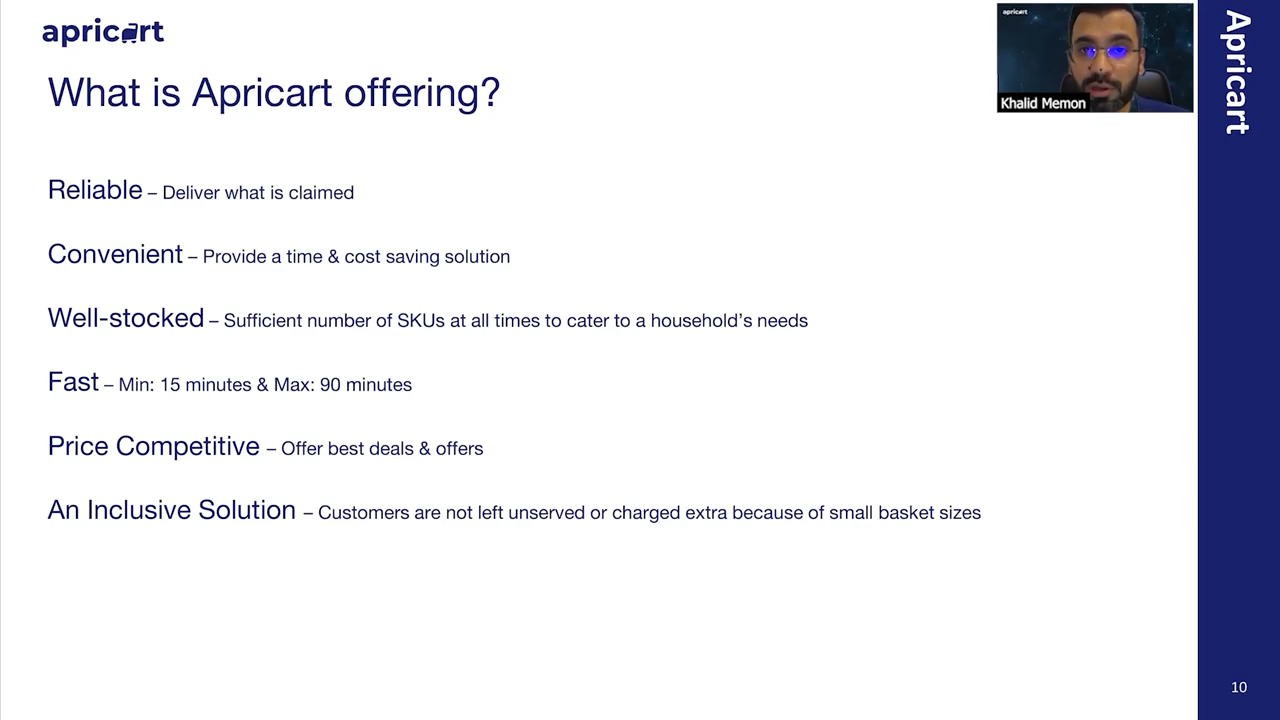 apricart
What is Apricart offering?
apricart
Khalid Memon
Apricart
Reliable – Deliver what is claimed
Convenient – Provide a time & cost saving solution
Well-stocked – Sufficient number of SKUs at all times to cater to a household’s needs
Fast – Min: 15 minutes & Max: 90 minutes
Price Competitive – Offer best deals & offers
An Inclusive Solution – Customers are not left unserved or charged extra because of small basket sizes
10